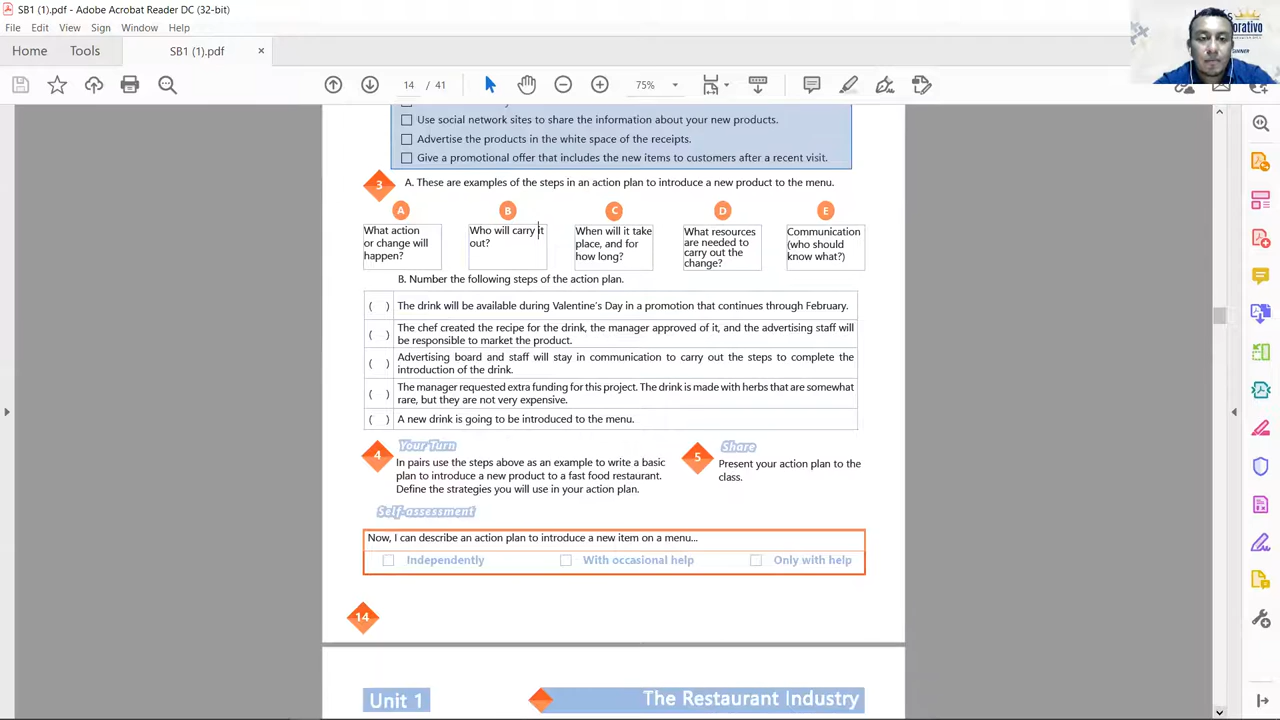 SB1 (1).pdf - Adobe Acrobat Reader DC (32-bit)
File Edit View Sign Window Help
Home Tools SB1 (1).pdf ×
14 / 41 75%
orativo
Use social network sites to share the information about your new products.
Advertise the products in the white space of the receipts.
Give a promotional offer that includes the new items to customers after a recent visit.
3 A. These are examples of the steps in an action plan to introduce a new product to the menu.
A B C D E
What action
or change will
happen?
Who will carry it
out?
When will it take
place, and for
how long?
What resources
are needed to
carry out the
change?
Communication
(who should
know what?)
B. Number the following steps of the action plan.
( ) The drink will be available during Valentine's Day in a promotion that continues through February.
( ) The chef created the recipe for the drink, the manager approved of it, and the advertising staff will
be responsible to market the product.
( ) Advertising board and staff will stay in communication to carry out the steps to complete the
introduction of the drink.
( ) The manager requested extra funding for this project. The drink is made with herbs that are somewhat
rare, but they are not very expensive.
( ) A new drink is going to be introduced to the menu.
4 Your Turn
In pairs use the steps above as an example to write a basic
plan to introduce a new product to a fast food restaurant.
Define the strategies you will use in your action plan.
5 Share
Present your action plan to the
class.
Self-assessment
Now, I can describe an action plan to introduce a new item on a menu...
Independently With occasional help Only with help
14
Unit 1 The Restaurant Industry